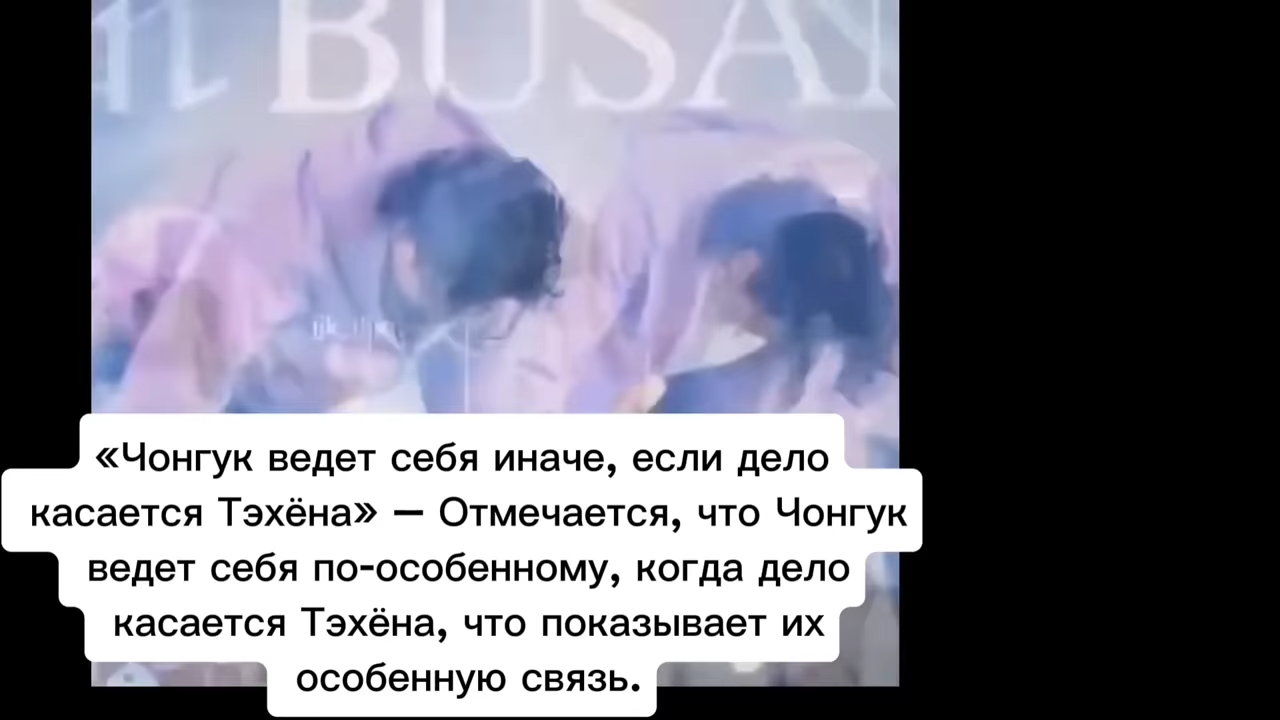 BUSAN
«Чонгук ведет себя иначе, если дело
касается Тэхёна» — Отмечается, что Чонгук
ведет себя по-особенному, когда дело
касается Тэхёна, что показывает их
особенную связь.